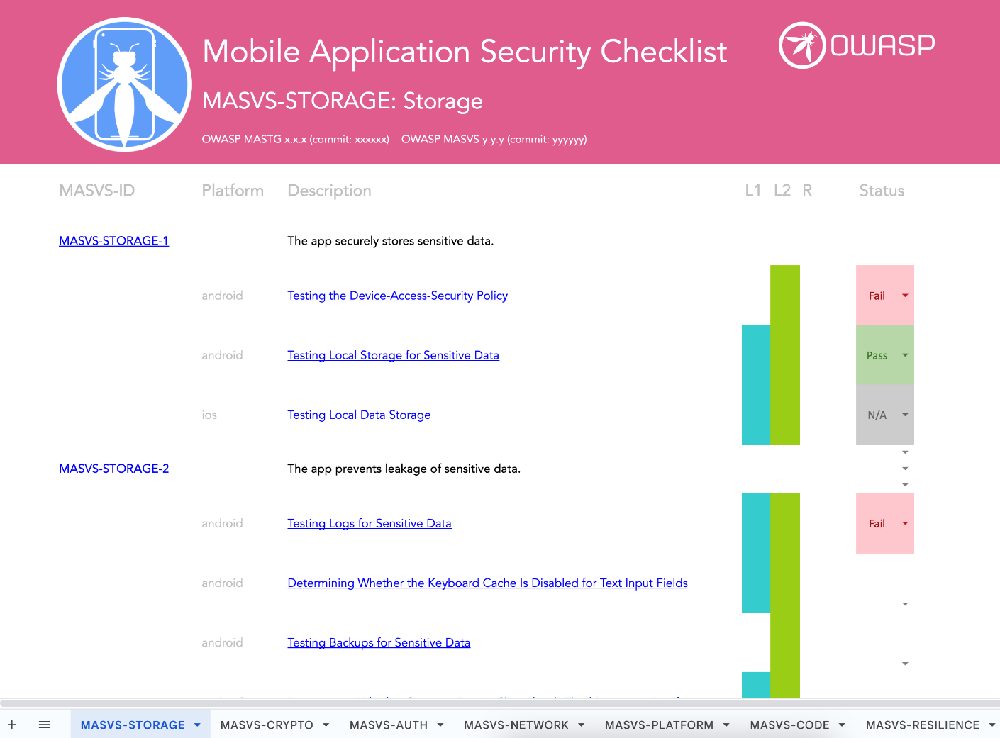 Mobile Application Security Checklist
OWASP
MASVS-STORAGE: Storage
OWASP MASTG x.x.x (commit: xxxxxx) OWASP MASVS y.y.y (commit: yyyyyy)
MASVS-ID Platform Description L1 L2 R Status
MASVS-STORAGE-1 The app securely stores sensitive data.
android Testing the Device-Access-Security Policy Fail
android Testing Local Storage for Sensitive Data Pass
ios Testing Local Data Storage N/A
MASVS-STORAGE-2 The app prevents leakage of sensitive data.
android Testing Logs for Sensitive Data Fail
android Determining Whether the Keyboard Cache Is Disabled for Text Input Fields
android Testing Backups for Sensitive Data
MASVS-STORAGE MASVS-CRYPTO MASVS-AUTH MASVS-NETWORK MASVS-PLATFORM MASVS-CODE MASVS-RESILIENCE